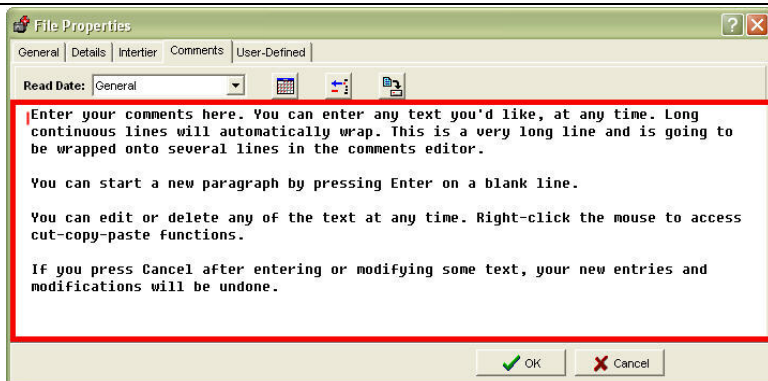 File Properties
General Details Intertier Comments User-Defined
Read Date: General
Enter your comments here. You can enter any text you'd like, at any time. Long
continuous lines will automatically wrap. This is a very long line and is going to
be wrapped onto several lines in the comments editor.
You can start a new paragraph by pressing Enter on a blank line.
You can edit or delete any of the text at any time. Right-click the mouse to access
cut-copy-paste functions.
If you press Cancel after entering or modifying some text, your new entries and
modifications will be undone.
OK Cancel